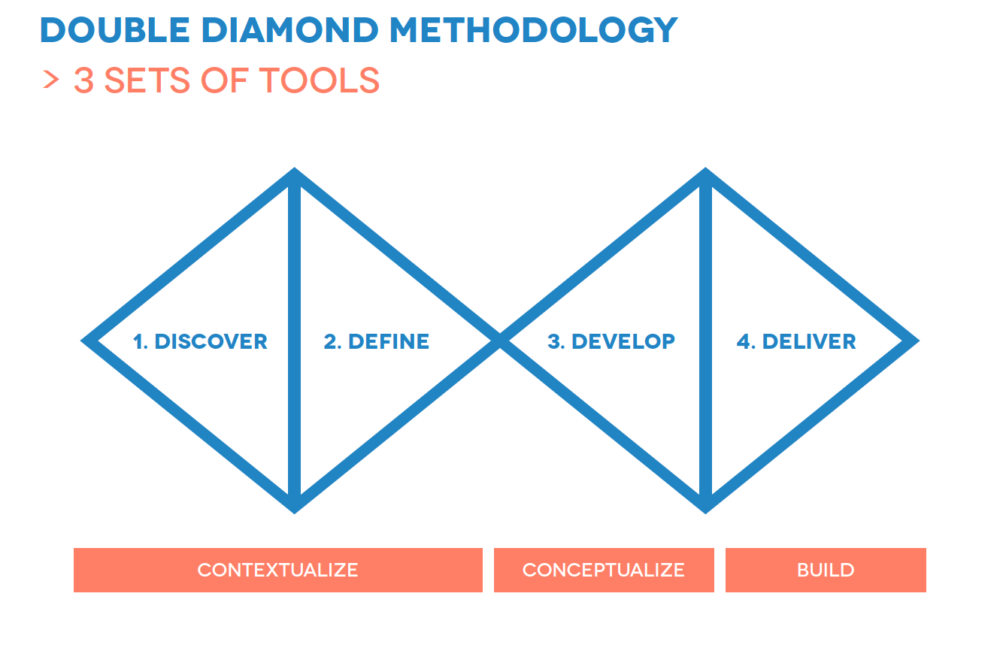 DOUBLE DIAMOND METHODOLOGY
> 3 SETS OF TOOLS
1. DISCOVER
2. DEFINE
3. DEVELOP
4. DELIVER
CONTEXTUALIZE
CONCEPTUALIZE
BUILD